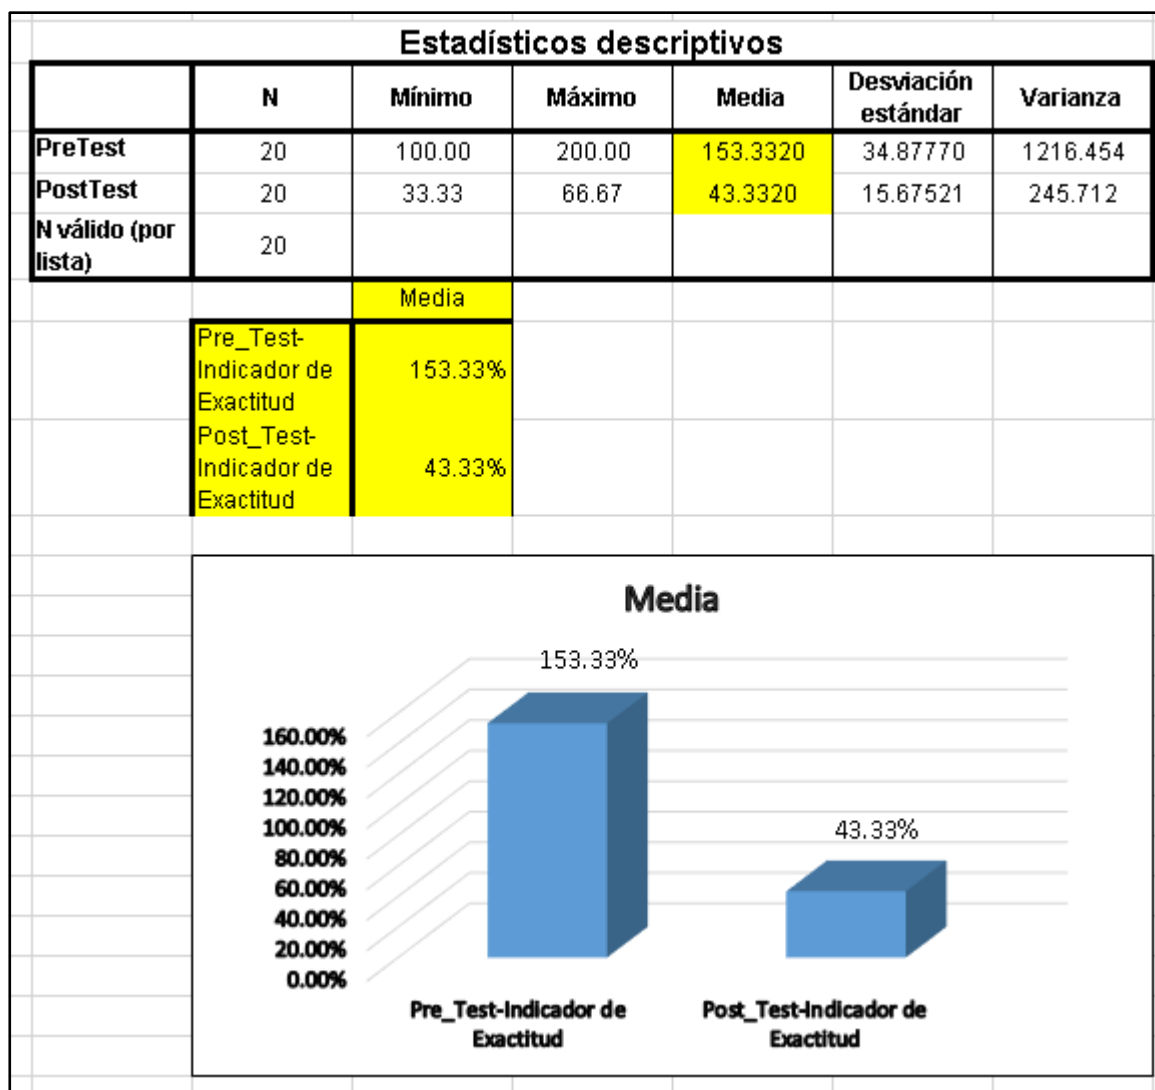 Estadísticos descriptivos
N Mínimo Máximo Media Desviación estándar Varianza
PreTest 20 100.00 200.00 153.3320 34.87770 1216.454
PostTest 20 33.33 66.67 43.3320 15.67521 245.712
N válido (por lista) 20
Media
Pre_Test-
Indicador de
Exactitud
153.33%
Post_Test-
Indicador de
Exactitud
43.33%
Media
153.33%
43.33%
160.00%
140.00%
120.00%
100.00%
80.00%
60.00%
40.00%
20.00%
0.00%
Pre_Test-Indicador de
Exactitud
Post_Test-Indicador de
Exactitud